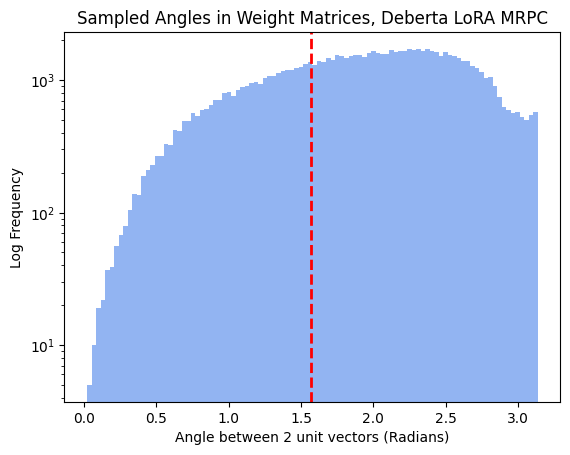 Sampled Angles in Weight Matrices, Deberta LoRA MRPC
Log Frequency
10³
10²
10¹
0.0 0.5 1.0 1.5 2.0 2.5 3.0
Angle between 2 unit vectors (Radians)